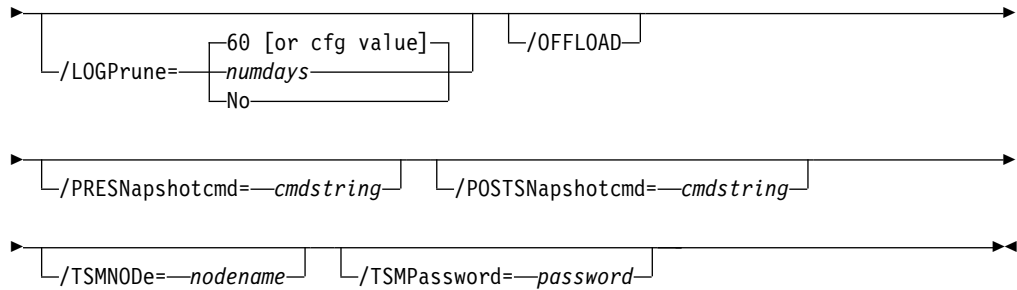 60 [or cfg value]
/LOGPrune= numdays
No
/OFFLOAD
/PRESNapshotcmd= cmdstring /POSTSNapshotcmd= cmdstring
/TSMNODe= nodename /TSMPassword= password